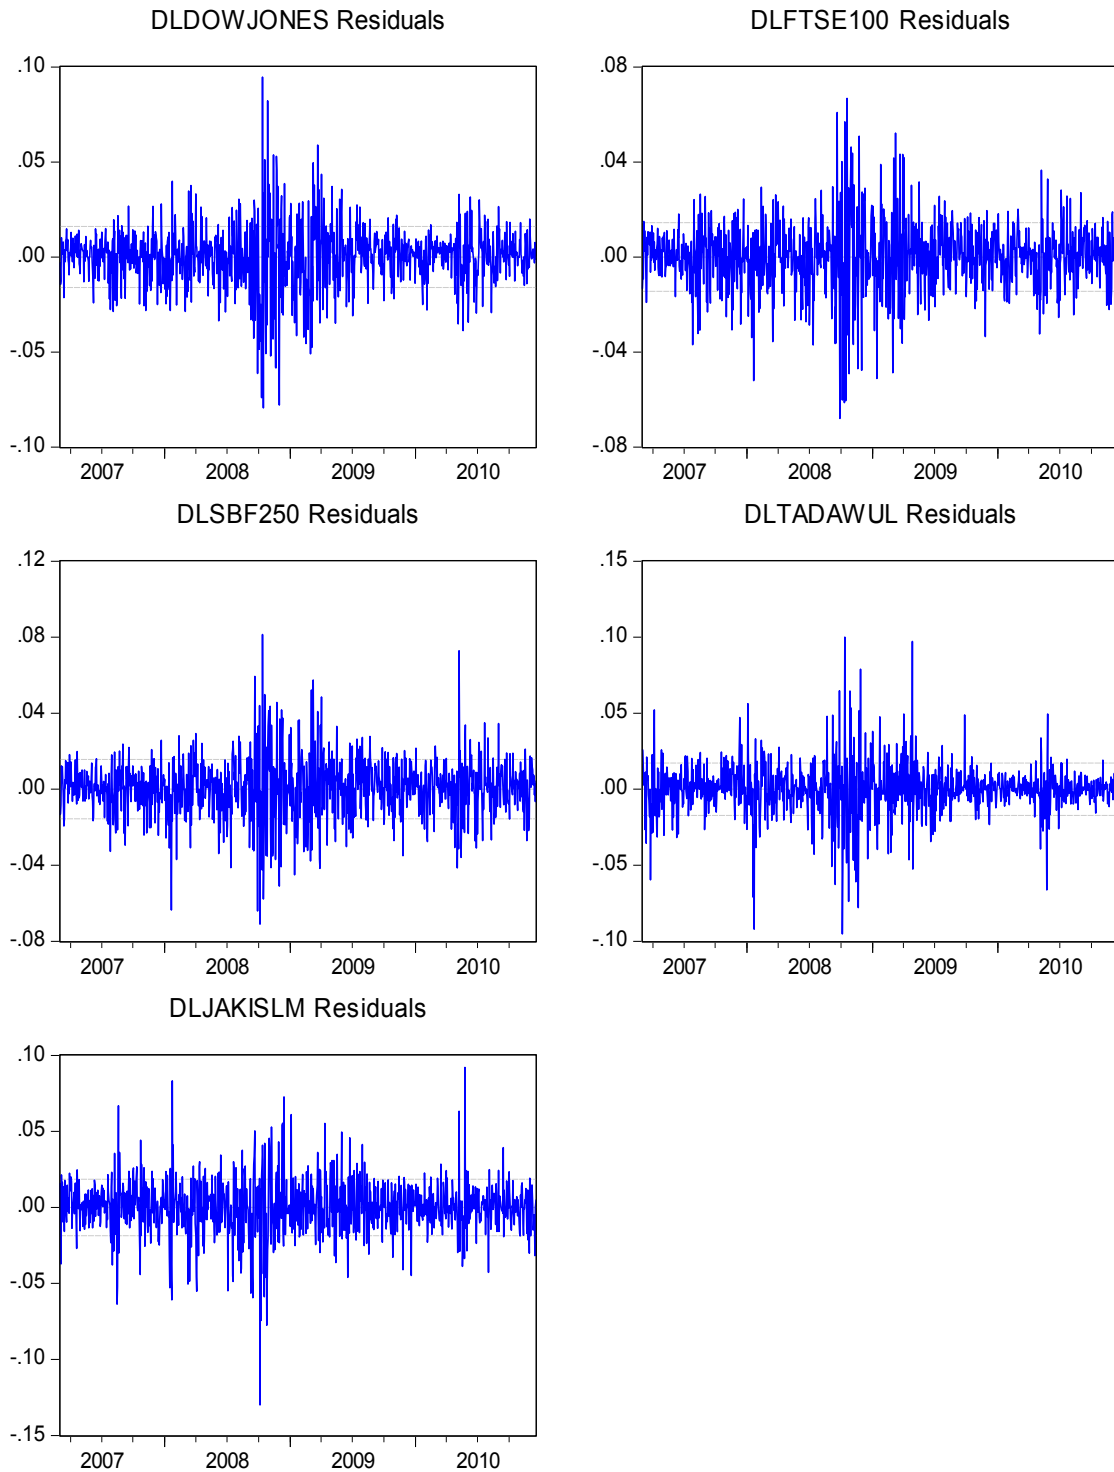 DLDOWJONES Residuals
.10
.05
.00
-.05
-.10
2007 2008 2009 2010
DLFTSE100 Residuals
.08
.04
.00
-.04
-.08
2007 2008 2009 2010
DLSBF250 Residuals
.12
.08
.04
.00
-.04
-.08
2007 2008 2009 2010
DLTADAWUL Residuals
.15
.10
.05
.00
-.05
-.10
2007 2008 2009 2010
DLJAKISLM Residuals
.10
.05
.00
-.05
-.10
-.15
2007 2008 2009 2010